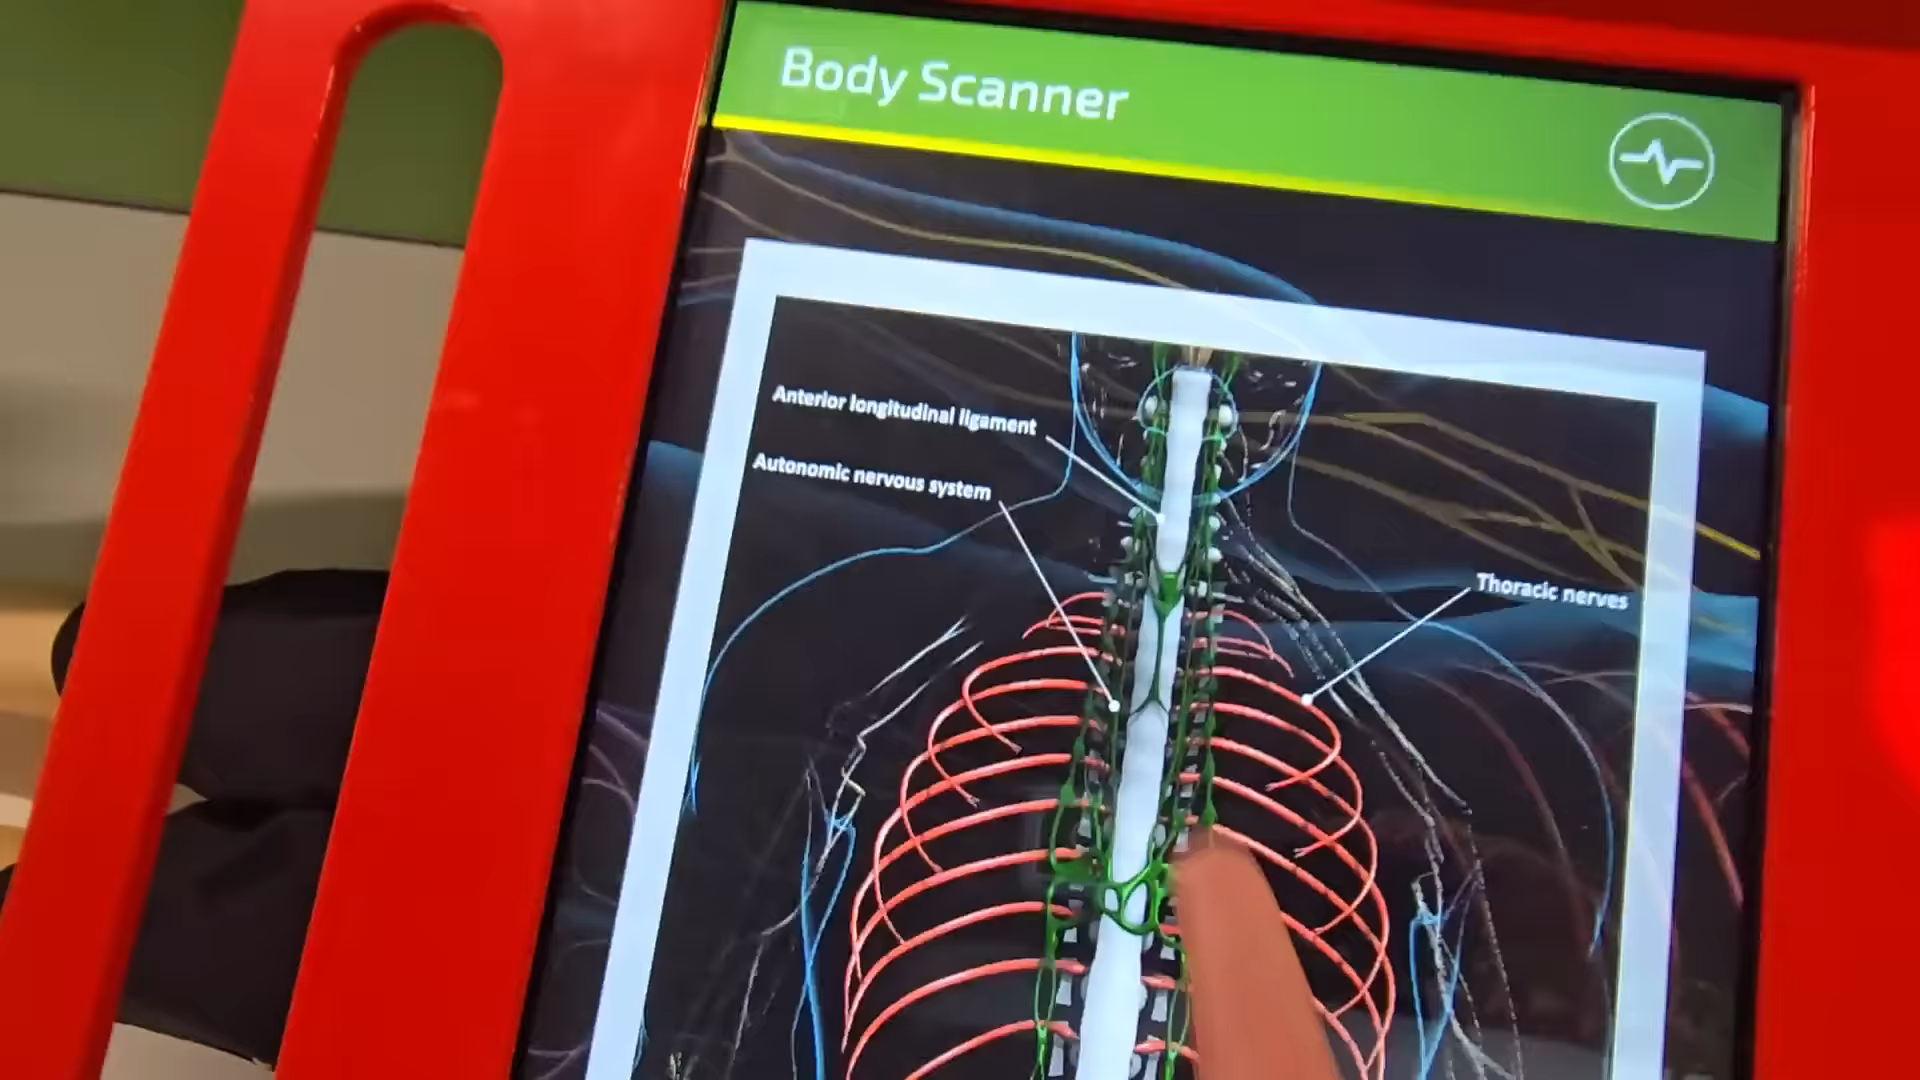 Body Scanner
Anterior longitudinal ligament
Autonomic nervous system
Thoracic nerves